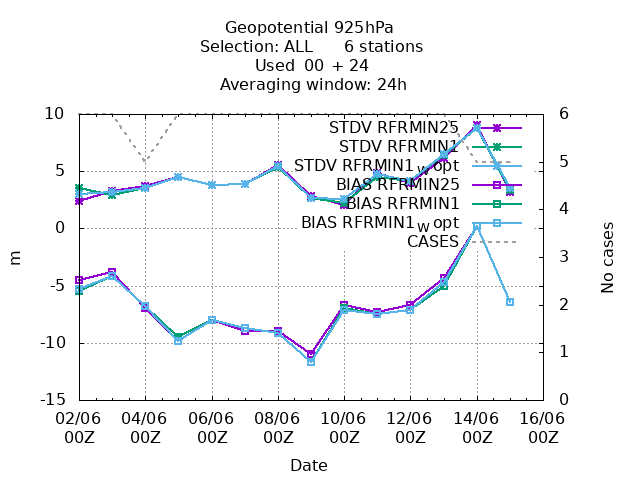 Geopotential 925hPa
Selection: ALL 6 stations
Used 00 + 24
Averaging window: 24h
10
5
0
-5
-10
-15
m
6
5
4
3
2
1
0
No cases
STDV RFRMIN25
STDV RFRMIN1
STDV RFRMIN1w opt
BIAS RFRMIN25
BIAS RFRMIN1
BIAS RFRMIN1w opt
CASES
02/06 04/06 06/06 08/06 10/06 12/06 14/06 16/06
00Z 00Z 00Z 00Z 00Z 00Z 00Z 00Z
Date